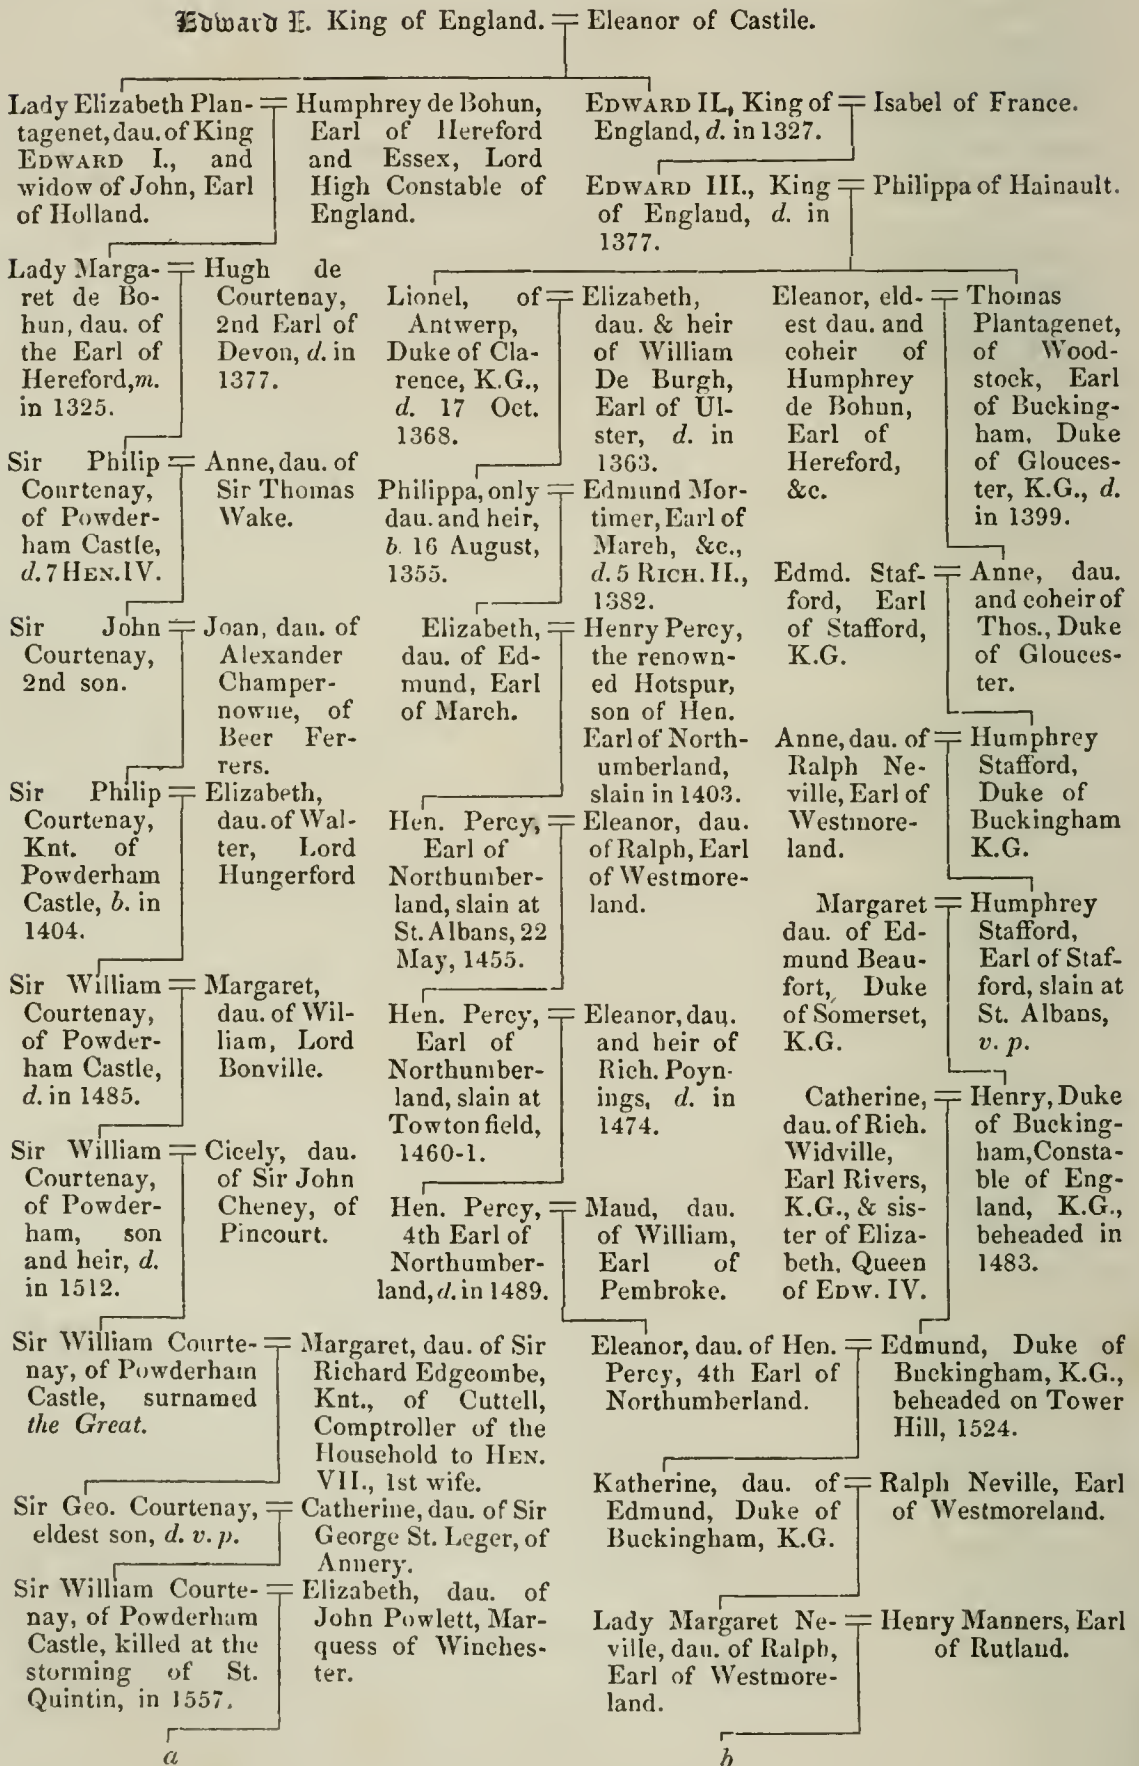 Edward I. King of England. = Eleanor of Castile.
Lady Elizabeth Plan-
tagenet, dau. of King
EDWARD I., and
widow of John, Earl
of Holland.
=
Humphrey de Bohun,
Earl of Hereford
and Essex, Lord
High Constable of
England.
EDWARD II., King of
England, d. in 1327.
=
Isabel of France.
EDWARD III., King
of England, d. in
1377.
=
Philippa of Hainault.
Lady Marga-
ret de Bo-
hun, dau. of
the Earl of
Hereford, m.
in 1325.
=
Hugh de
Courtenay,
2nd Earl of
Devon, d. in
1377.
Lionel, of
Antwerp,
Duke of Cla-
rence, K.G.,
d. 17 Oct.
1368.
=
Elizabeth,
dau. & heir
of William
De Burgh,
Earl of Ul-
ster, d. in
1363.
Eleanor, eld-
est dau. and
coheir of
Humphrey
de Bohun,
Earl of
Hereford,
&c.
=
Thomas
Plantagenet,
of Wood-
stock, Earl
of Bucking-
ham, Duke
of Glouces-
ter, K.G., d.
in 1399.
Sir Philip
Courtenay,
of Powder-
ham Castle,
d. 7 HEN. IV.
=
Anne, dau. of
Sir Thomas
Wake.
Philippa, only
dau. and heir,
b. 16 August,
1355.
=
Edmund Mor-
timer, Earl of
March, &c.,
d. 5 RICH. II.,
1382.
Edmd. Staf-
ford, Earl
of Stafford,
K.G.
=
Anne, dau.
and coheir of
Thos., Duke
of Glouces-
ter.
Sir John
Courtenay,
2nd son.
=
Joan, dau. of
Alexander
Champer-
nowne, of
Beer Fer-
rers.
Elizabeth,
dau. of Ed-
mund, Earl
of March.
=
Henry Percy,
the renown-
ed Hotspur,
son of Hen.
Earl of North-
umberland,
slain in 1403.
Anne, dau. of
Ralph Ne-
ville, Earl of
Westmore-
land.
=
Humphrey
Stafford,
Duke of
Buckingham
K.G.
Sir Philip
Courtenay,
Knt. of
Powderham
Castle, b. in
1404.
=
Elizabeth,
dau. of Wal-
ter, Lord
Hungerford
Hen. Percy,
Earl of
Northumber-
land, slain at
St. Albans, 22
May, 1455.
=
Eleanor, dau.
of Ralph, Earl
of Westmore-
land.
Margaret
dau. of Ed-
mund Beau-
fort, Duke
of Somerset,
K.G.
=
Humphrey
Stafford,
Earl of Staf-
ford, slain at
St. Albans,
v. p.
Sir William
Courtenay,
of Powder-
ham Castle,
d. in 1485.
=
Margaret,
dau. of Wil-
liam, Lord
Bonville.
Hen. Percy,
Earl of
Northumber-
land, slain at
Towton field,
1460-1.
=
Eleanor, dau.
and heir of
Rich. Poyn-
ings, d. in
1474.
Catherine,
dau. of Rich.
Widville,
Earl Rivers,
K.G., & sis-
ter of Eliza-
beth, Queen
of EDW. IV.
=
Henry, Duke
of Bucking-
ham, Consta-
ble of Eng-
land, K.G.,
beheaded in
1483.
Sir William
Courtenay,
of Powder-
ham, son
and heir, d.
in 1512.
=
Cicely, dau.
of Sir John
Cheney, of
Pincourt.
Hen. Percy,
4th Earl of
Northumber-
land, d. in 1489.
=
Maud, dau.
of William,
Earl of
Pembroke.
Sir William Courte-
nay, of Powderham
Castle, surnamed
the Great.
=
Margaret, dau. of Sir
Richard Edgecombe,
Knt., of Cuttell,
Comptroller of the
Household to HEN.
VII., 1st wife.
Eleanor, dau. of Hen.
Percy, 4th Earl of
Northumberland.
=
Edmund, Duke of
Buckingham, K.G.,
beheaded on Tower
Hill, 1524.
Sir Geo. Courtenay,
eldest son, d. v. p.
=
Catherine, dau. of Sir
George St. Leger, of
Annery.
Katherine, dau. of
Edmund, Duke of
Buckingham, K.G.
=
Ralph Neville, Earl
of Westmoreland.
Sir William Courte-
nay, of Powderham
Castle, killed at the
storming of St.
Quintin, in 1557.
=
Elizabeth, dau. of
John Powlett, Mar-
quess of Winches-
ter.
Lady Margaret Ne-
ville, dau. of Ralph,
Earl of Westmore-
land.
=
Henry Manners, Earl
of Rutland.
a
b